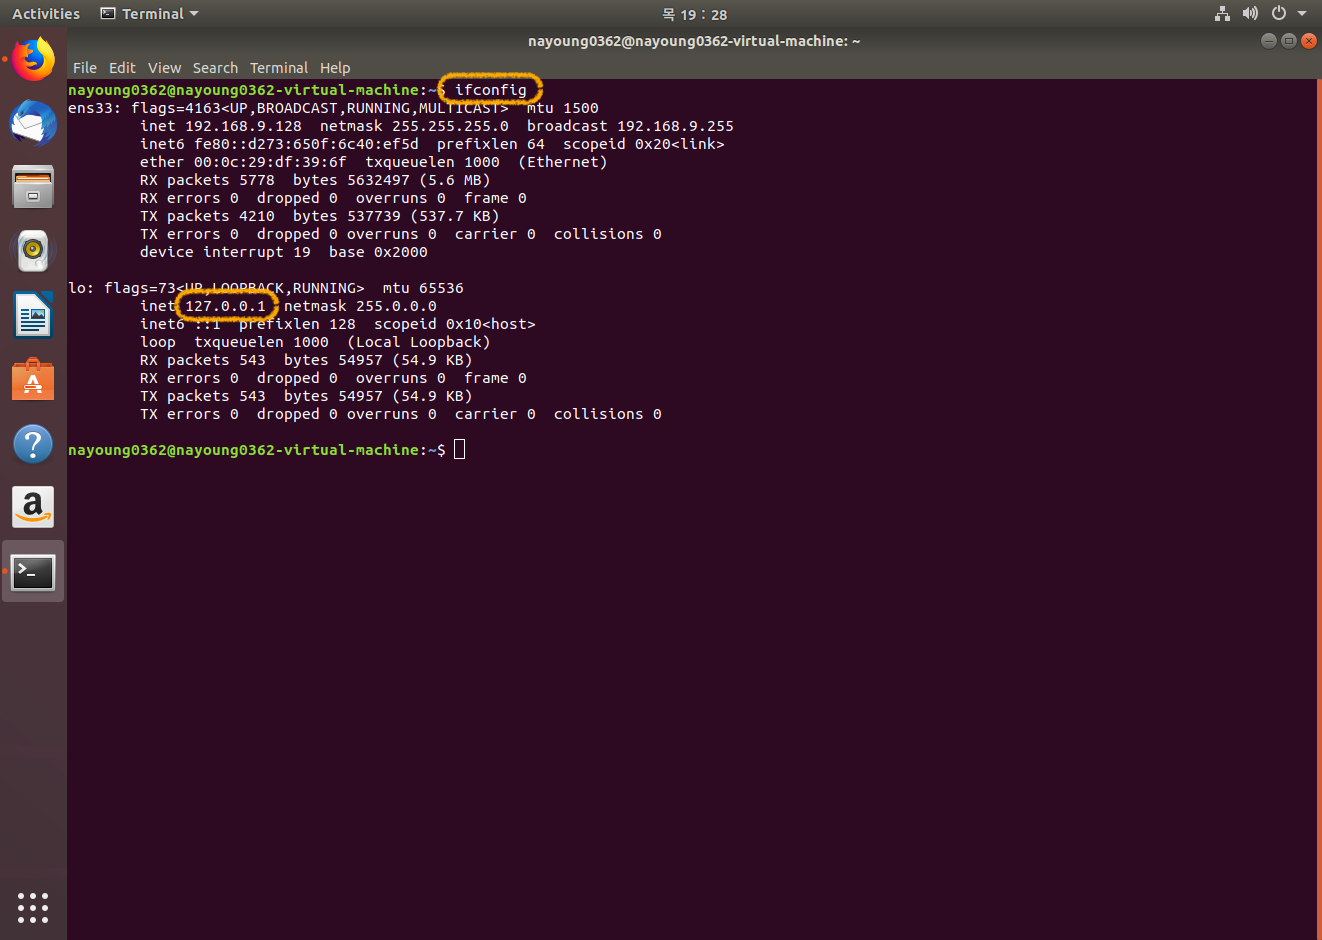 Activities Terminal 목 19 : 28
nayoung0362@nayoung0362-virtual-machine: ~
File Edit View Search Terminal Help
nayoung0362@nayoung0362-virtual-machine:~$ ifconfig
ens33: flags=4163<UP,BROADCAST,RUNNING,MULTICAST>  mtu 1500
        inet 192.168.9.128  netmask 255.255.255.0  broadcast 192.168.9.255
        inet6 fe80::d273:650f:6c40:ef5d  prefixlen 64  scopeid 0x20<link>
        ether 00:0c:29:df:39:6f  txqueuelen 1000  (Ethernet)
        RX packets 5778  bytes 5632497 (5.6 MB)
        RX errors 0  dropped 0  overruns 0  frame 0
        TX packets 4210  bytes 537739 (537.7 KB)
        TX errors 0  dropped 0 overruns 0  carrier 0  collisions 0
        device interrupt 19  base 0x2000
lo: flags=73<UP,LOOPBACK,RUNNING>  mtu 65536
        inet 127.0.0.1  netmask 255.0.0.0
        inet6 ::1  prefixlen 128  scopeid 0x10<host>
        loop  txqueuelen 1000  (Local Loopback)
        RX packets 543  bytes 54957 (54.9 KB)
        RX errors 0  dropped 0  overruns 0  frame 0
        TX packets 543  bytes 54957 (54.9 KB)
        TX errors 0  dropped 0 overruns 0  carrier 0  collisions 0
nayoung0362@nayoung0362-virtual-machine:~$